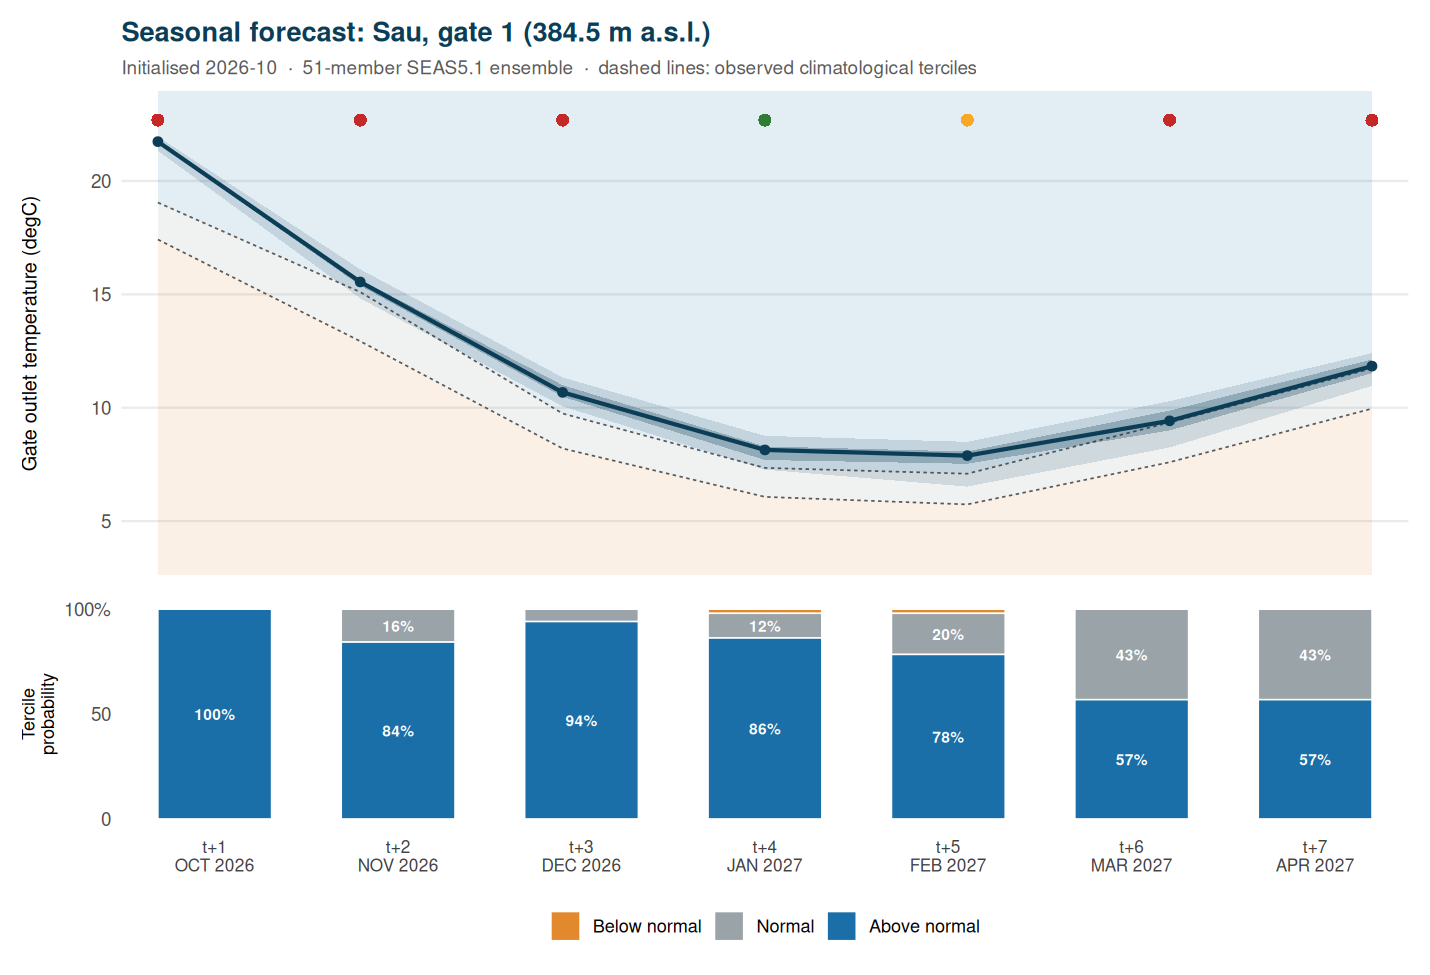 Seasonal forecast: Sau, gate 1 (384.5 m a.s.l.)
Initialised 2026-10 · 51-member SEAS5.1 ensemble · dashed lines: observed climatological terciles
Gate outlet temperature (degC)
20
15
10
5
Tercile
probability
100%
50
0
100%
84%
16%
94%
86%
12%
78%
20%
57%
43%
57%
43%
t+1
OCT 2026
t+2
NOV 2026
t+3
DEC 2026
t+4
JAN 2027
t+5
FEB 2027
t+6
MAR 2027
t+7
APR 2027
Below normal
Normal
Above normal